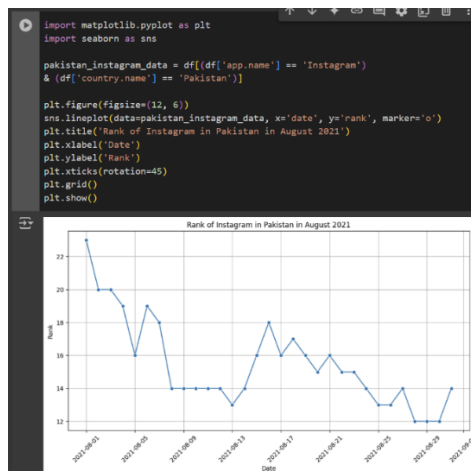 import matplotlib.pyplot as plt
import seaborn as sns
pakistan_instagram_data = df[(df['app.name'] == 'Instagram')
& (df['country.name'] == 'Pakistan')]
plt.figure(figsize=(12, 6))
sns.lineplot(data=pakistan_instagram_data, x='date', y='rank', marker='o')
plt.title('Rank of Instagram in Pakistan in August 2021')
plt.xlabel('Date')
plt.ylabel('Rank')
plt.xticks(rotation=45)
plt.grid()
plt.show()
Rank of Instagram in Pakistan in August 2021
22
20
18
16
14
12
Rank
2021-08-01
2021-08-05
2021-08-09
2021-08-13
2021-08-17
2021-08-21
2021-08-25
2021-08-29
Date